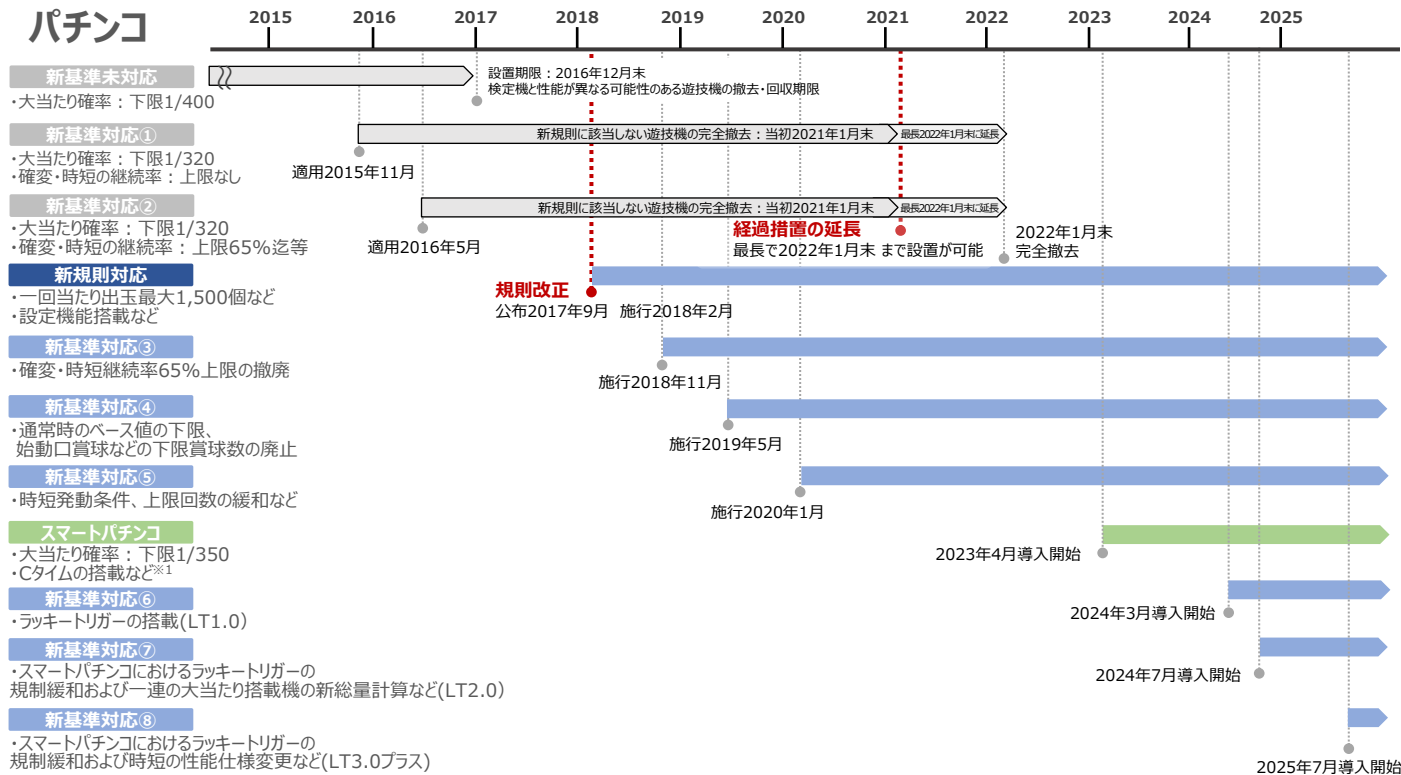 パチンコ
2015 2016 2017 2018 2019 2020 2021 2022 2023 2024 2025
新基準未対応
・大当たり確率：下限1/400
設置期限：2016年12月末
検定機と性能が異なる可能性のある遊技機の撤去・回収期限
新基準対応①
・大当たり確率：下限1/320
・確変・時短の継続率：上限なし
新規則に該当しない遊技機の完全撤去：当初2021年1月末
最長2022年1月末に延長
適用2015年11月
新基準対応②
・大当たり確率：下限1/320
・確変・時短の継続率：上限65%迄等
新規則に該当しない遊技機の完全撤去：当初2021年1月末
最長2022年1月末に延長
適用2016年5月
経過措置の延長
最長で2022年1月末 まで設置が可能
2022年1月末
完全撤去
新規則対応
・一回当たり出玉最大1,500個など
・設定機能搭載など
規則改正
公布2017年9月 施行2018年2月
新基準対応③
・確変・時短継続率65%上限の撤廃
施行2018年11月
新基準対応④
・通常時のベース値の下限、
始動口賞球などの下限賞球数の廃止
施行2019年5月
新基準対応⑤
・時短発動条件、上限回数の緩和など
施行2020年1月
スマートパチンコ
・大当たり確率：下限1/350
・Cタイムの搭載など※1
2023年4月導入開始
新基準対応⑥
・ラッキートリガーの搭載(LT1.0)
2024年3月導入開始
新基準対応⑦
・スマートパチンコにおけるラッキートリガーの
規制緩和および一連の大当たり搭載機の新総量計算など(LT2.0)
2024年7月導入開始
新基準対応⑧
・スマートパチンコにおけるラッキートリガーの
規制緩和および時短の性能仕様変更など(LT3.0プラス)
2025年7月導入開始